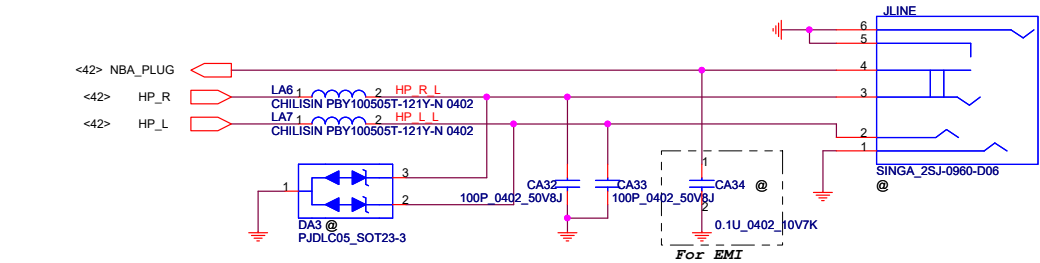 JLINE
6
5
<42> NBA_PLUG
4
<42> HP_R
LA6 1 2 HP_R_L
3
CHILISIN PBY100505T-121Y-N 0402
<42> HP_L
LA7 1 2 HP_L_L
2
CHILISIN PBY100505T-121Y-N 0402
1
SINGA_2SJ-0960-D06
@
1
3
2
DA3 @
PJDLC05_SOT23-3
CA32
100P_0402_50V8J
CA33
100P_0402_50V8J
1
CA34 @
2
0.1U_0402_10V7K
For EMI